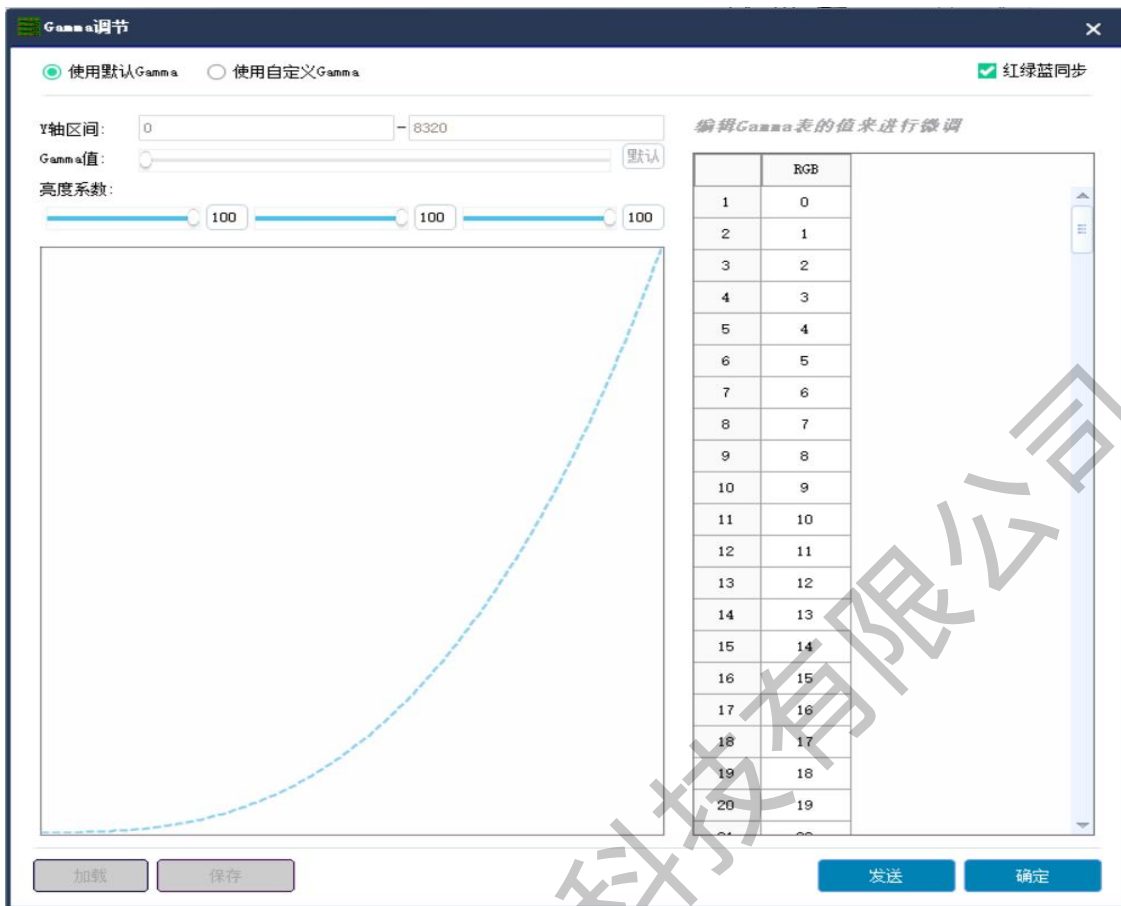 Gamma调节
使用默认Gamma 使用自定义Gamma 红绿蓝同步
Y轴区间: 0 - 8320
编辑Gamma表的值来进行微调
Gamma值: 默认
亮度系数:
100 100 100
RGB
1 0
2 1
3 2
4 3
5 4
6 5
7 6
8 7
9 8
10 9
11 10
12 11
13 12
14 13
15 14
16 15
17 16
18 17
19 18
20 19
加载 保存 发送 确定
科技有限公司